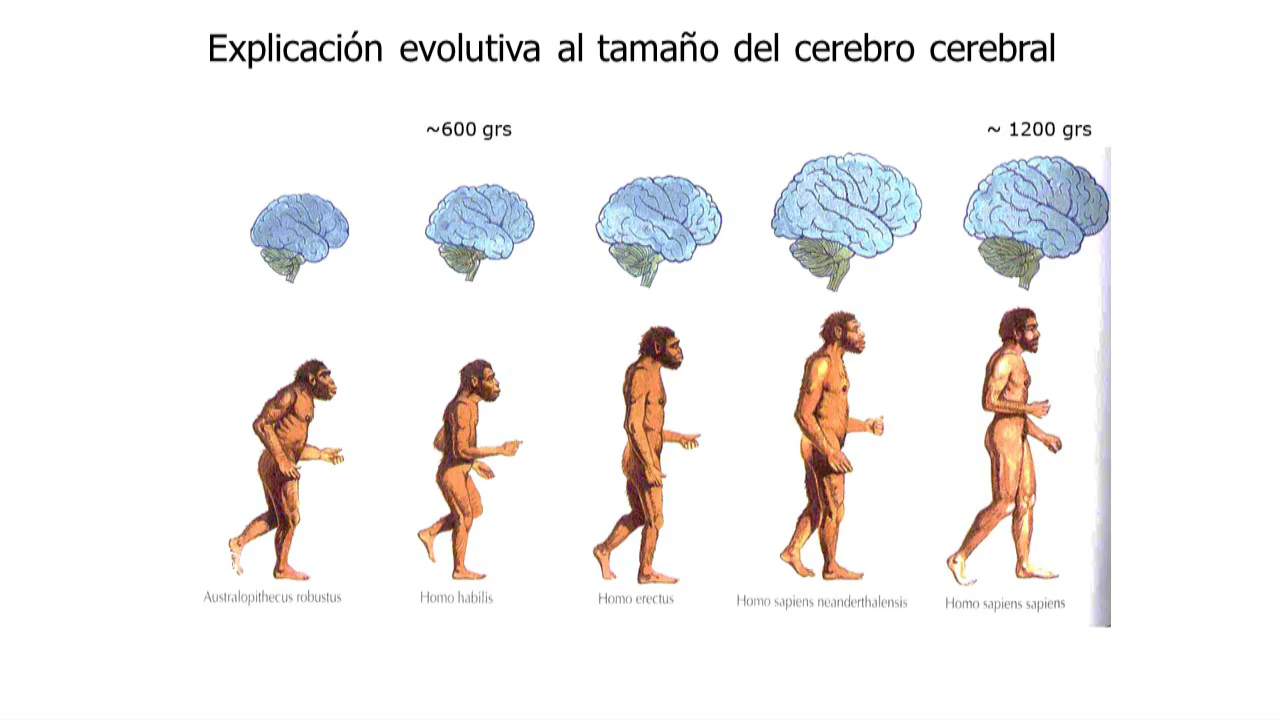 Explicación evolutiva al tamaño del cerebro cerebral
~600 grs
~ 1200 grs
Australopithecus robustus
Homo habilis
Homo erectus
Homo sapiens neanderthalensis
Homo sapiens sapiens